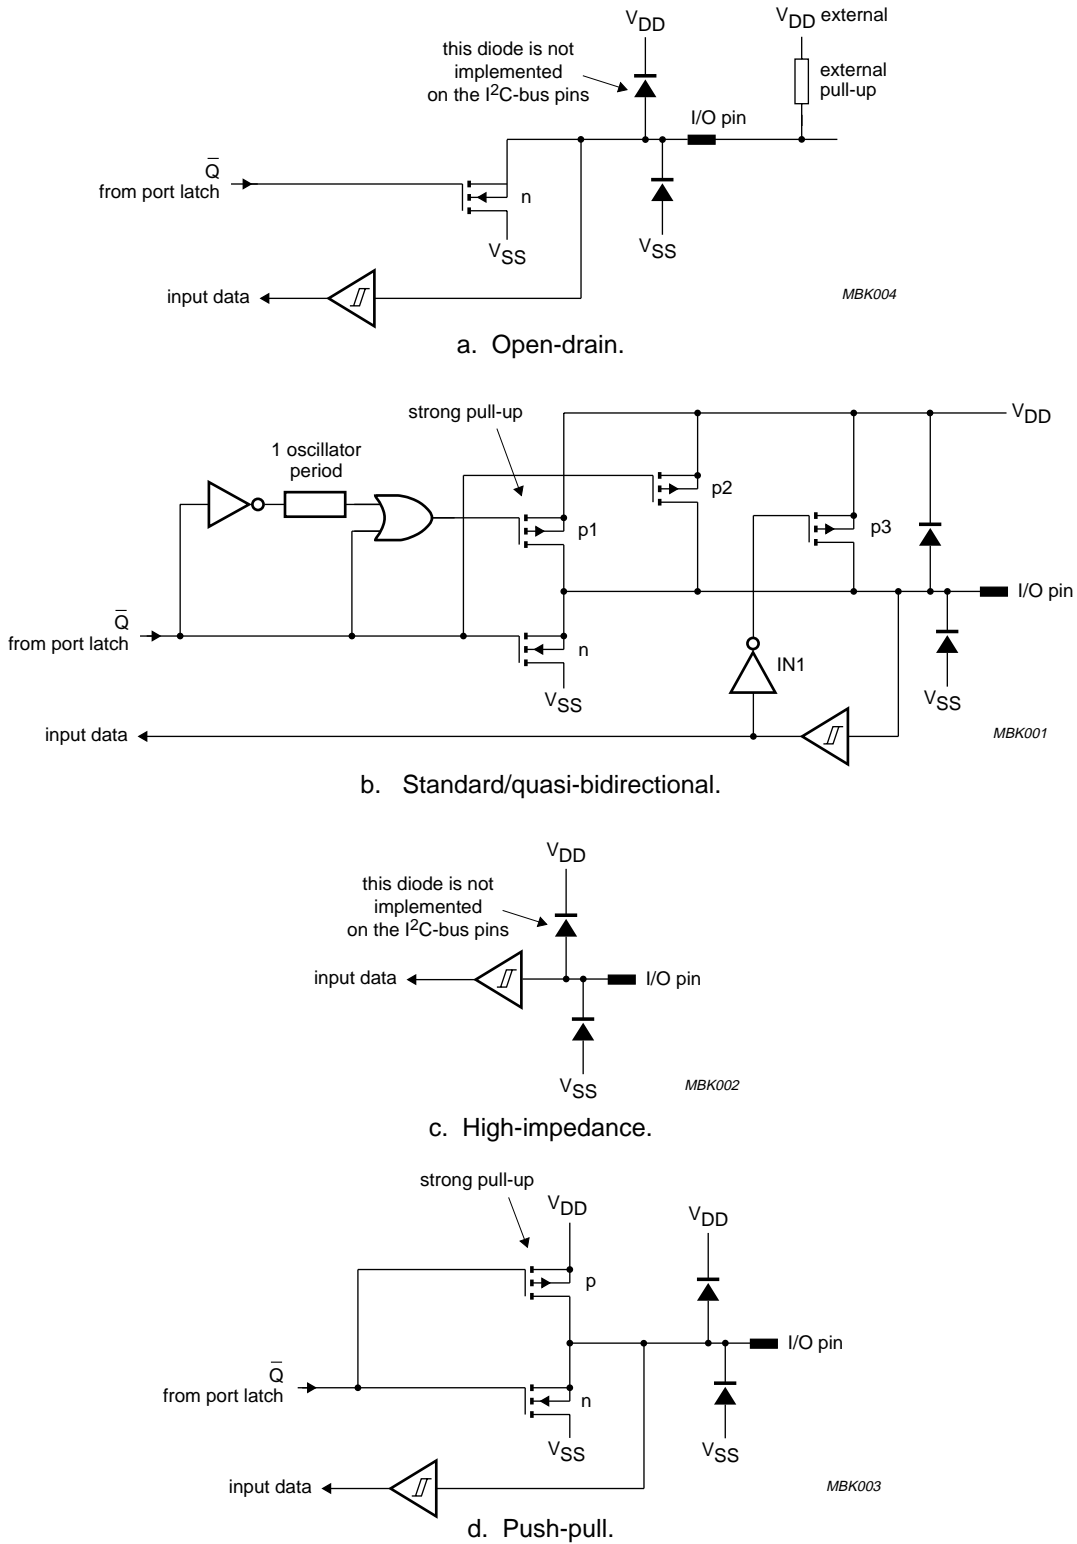 VDD
VDD external
this diode is not
implemented
on the I2C-bus pins
external
pull-up
I/O pin
Q̅
from port latch
n
VSS
VSS
input data
MBK004
a. Open-drain.
strong pull-up
VDD
1 oscillator
period
p2
p1
p3
I/O pin
Q̅
from port latch
n
IN1
VSS
VSS
input data
MBK001
b. Standard/quasi-bidirectional.
VDD
this diode is not
implemented
on the I2C-bus pins
input data
I/O pin
VSS
MBK002
c. High-impedance.
strong pull-up
VDD
VDD
p
I/O pin
Q̅
from port latch
n
VSS
VSS
input data
MBK003
d. Push-pull.